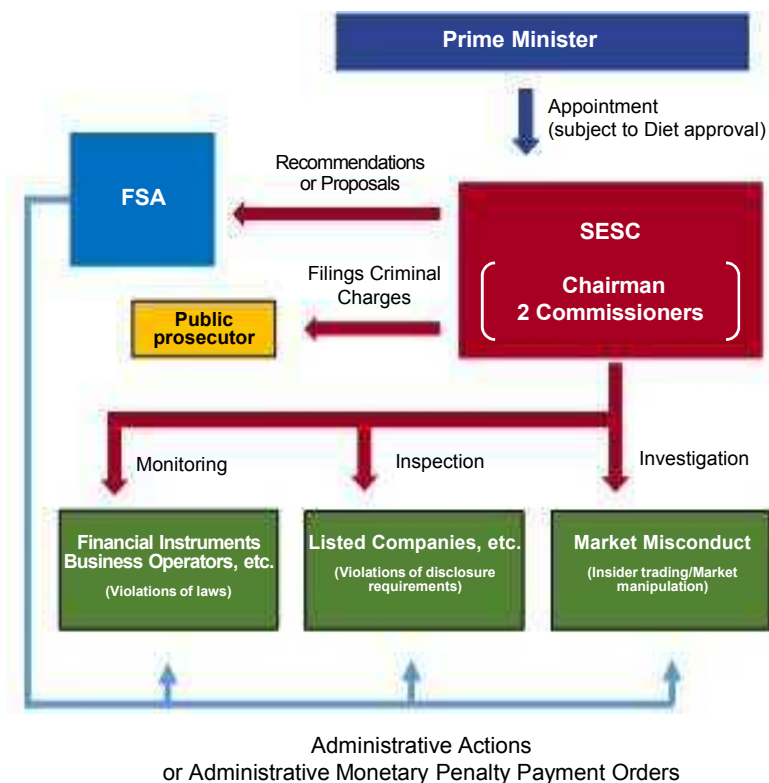 Prime Minister
Appointment
(subject to Diet approval)
FSA
Recommendations
or Proposals
SESC
Chairman
2 Commissioners
Filings Criminal
Charges
Public
prosecutor
Monitoring
Inspection
Investigation
Financial Instruments
Business Operators, etc.
(Violations of laws)
Listed Companies, etc.
(Violations of disclosure
requirements)
Market Misconduct
(Insider trading/Market
manipulation)
Administrative Actions
or Administrative Monetary Penalty Payment Orders